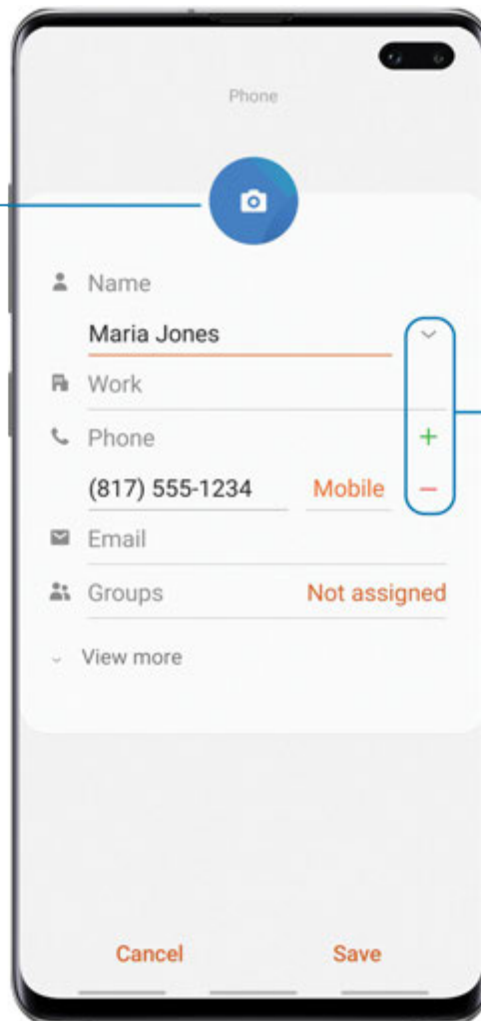 Phone
Name
Maria Jones
Work
Phone
(817) 555-1234 Mobile
Email
Groups Not assigned
View more
Cancel Save